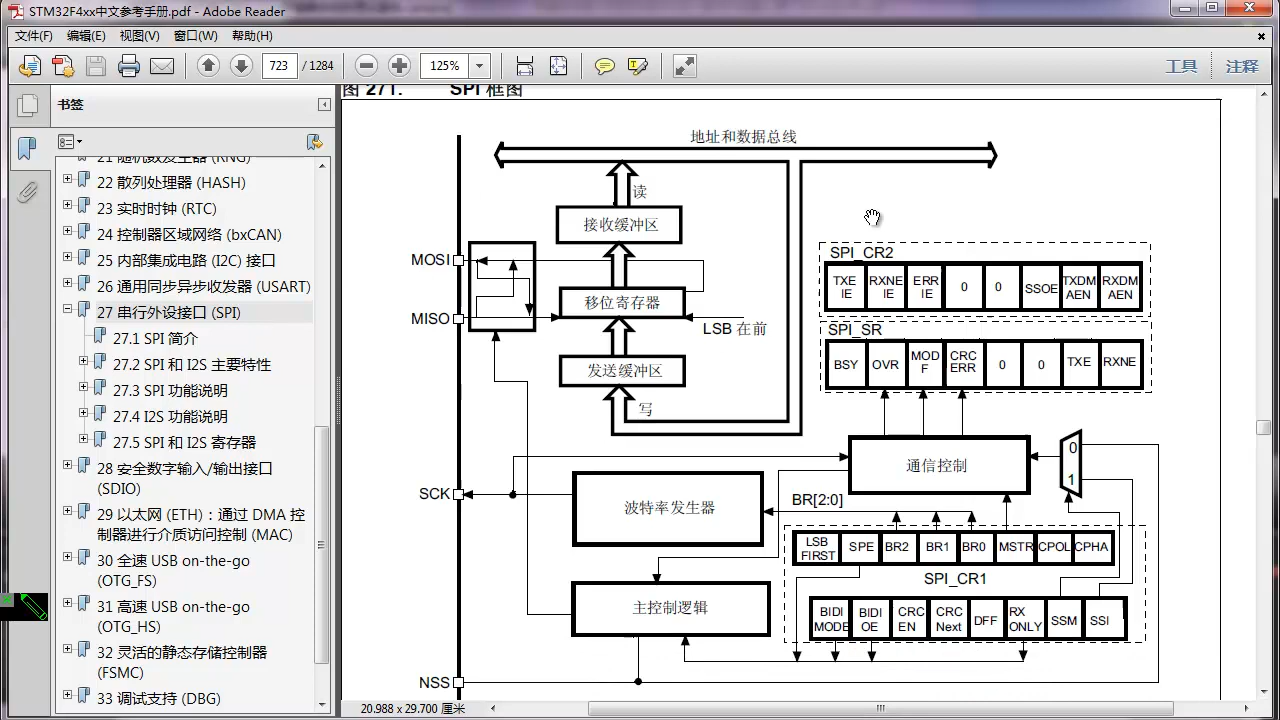 STM32F4xx中文参考手册.pdf - Adobe Reader
文件(F) 编辑(E) 视图(V) 窗口(W) 帮助(H)
723 / 1284 125% 工具 注释
书签
21 随机数发生器 (RNG)
22 散列处理器 (HASH)
23 实时时钟 (RTC)
24 控制器区域网络 (bxCAN)
25 内部集成电路 (I2C) 接口
26 通用同步异步收发器 (USART)
27 串行外设接口 (SPI)
27.1 SPI 简介
27.2 SPI 和 I2S 主要特性
27.3 SPI 功能说明
27.4 I2S 功能说明
27.5 SPI 和 I2S 寄存器
28 安全数字输入/输出接口
(SDIO)
29 以太网 (ETH)：通过 DMA 控
制器进行介质访问控制 (MAC)
30 全速 USB on-the-go
(OTG_FS)
31 高速 USB on-the-go
(OTG_HS)
32 灵活的静态存储控制器
(FSMC)
33 调试支持 (DBG)
图 271. SPI 框图
地址和数据总线
读
接收缓冲区
MOSI
移位寄存器
MISO
LSB 在前
发送缓冲区
写
SPI_CR2
TXE IE
RXNE IE
ERR IE
0
0
SSOE
TXDM AEN
RXDM AEN
SPI_SR
BSY
OVR
MOD F
CRC ERR
0
0
TXE
RXNE
通信控制
0
1
SCK
波特率发生器
BR[2:0]
LSB FIRST
SPE
BR2
BR1
BR0
MSTR
CPOL
CPHA
SPI_CR1
主控制逻辑
BIDI MODE
BIDI OE
CRC EN
CRC Next
DFF
RX ONLY
SSM
SSI
NSS
20.988 x 29.700 厘米